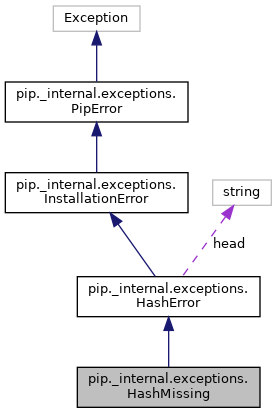 Exception
pip._internal.exceptions.
PipError
pip._internal.exceptions.
InstallationError
string
head
pip._internal.exceptions.
HashError
pip._internal.exceptions.
HashMissing